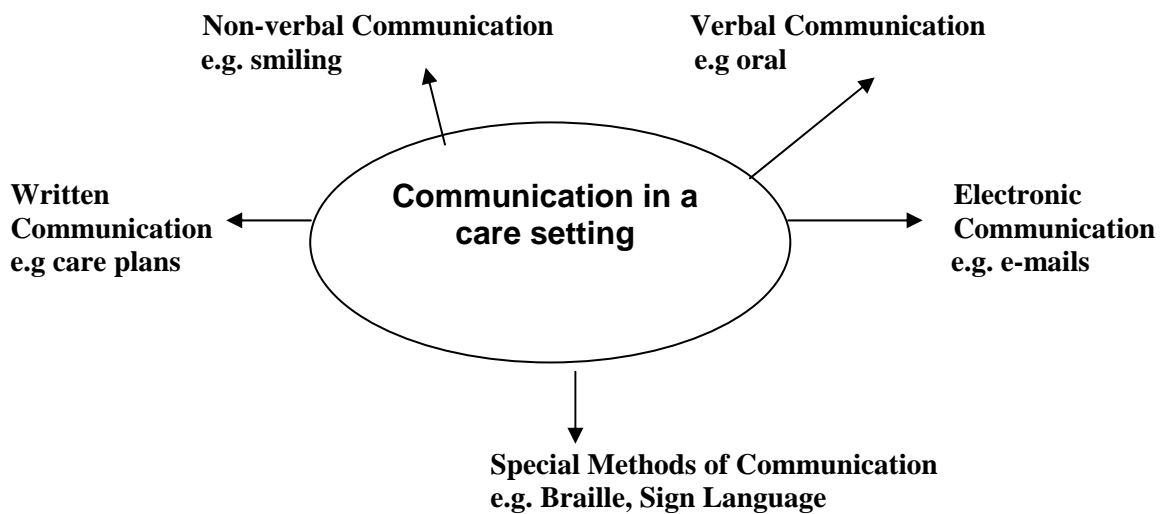 Non-verbal Communication
e.g. smiling
Verbal Communication
e.g oral
Communication in a
care setting
Written
Communication
e.g care plans
Electronic
Communication
e.g. e-mails
Special Methods of Communication
e.g. Braille, Sign Language